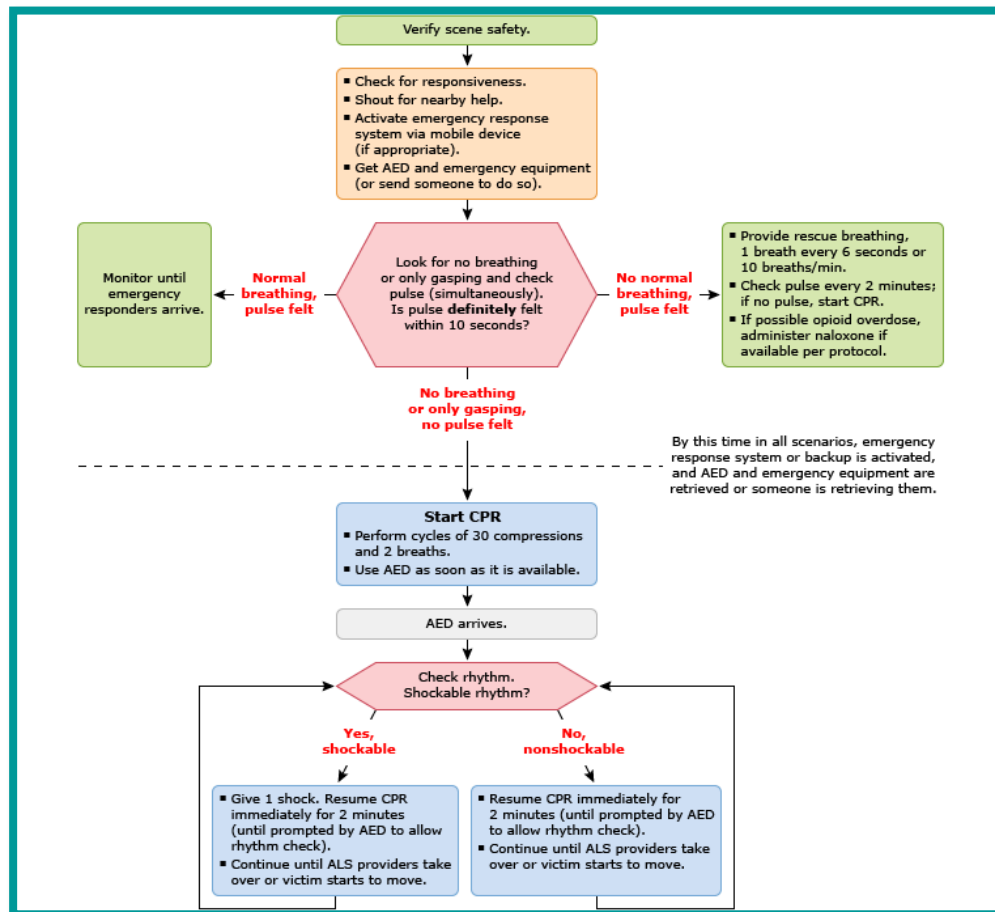 Verify scene safety.
▪ Check for responsiveness.
▪ Shout for nearby help.
▪ Activate emergency response
system via mobile device
(if appropriate).
▪ Get AED and emergency equipment
(or send someone to do so).
Monitor until
emergency
responders arrive.
Normal
breathing,
pulse felt
Look for no breathing
or only gasping and check
pulse (simultaneously).
Is pulse definitely felt
within 10 seconds?
No normal
breathing,
pulse felt
▪ Provide rescue breathing,
1 breath every 6 seconds or
10 breaths/min.
▪ Check pulse every 2 minutes;
if no pulse, start CPR.
▪ If possible opioid overdose,
administer naloxone if
available per protocol.
No breathing
or only gasping,
no pulse felt
By this time in all scenarios, emergency
response system or backup is activated,
and AED and emergency equipment are
retrieved or someone is retrieving them.
Start CPR
▪ Perform cycles of 30 compressions
and 2 breaths.
▪ Use AED as soon as it is available.
AED arrives.
Check rhythm.
Shockable rhythm?
Yes,
shockable
No,
nonshockable
▪ Give 1 shock. Resume CPR
immediately for 2 minutes
(until prompted by AED to allow
rhythm check).
▪ Continue until ALS providers take
over or victim starts to move.
▪ Resume CPR immediately for
2 minutes (until prompted by AED
to allow rhythm check).
▪ Continue until ALS providers take
over or victim starts to move.